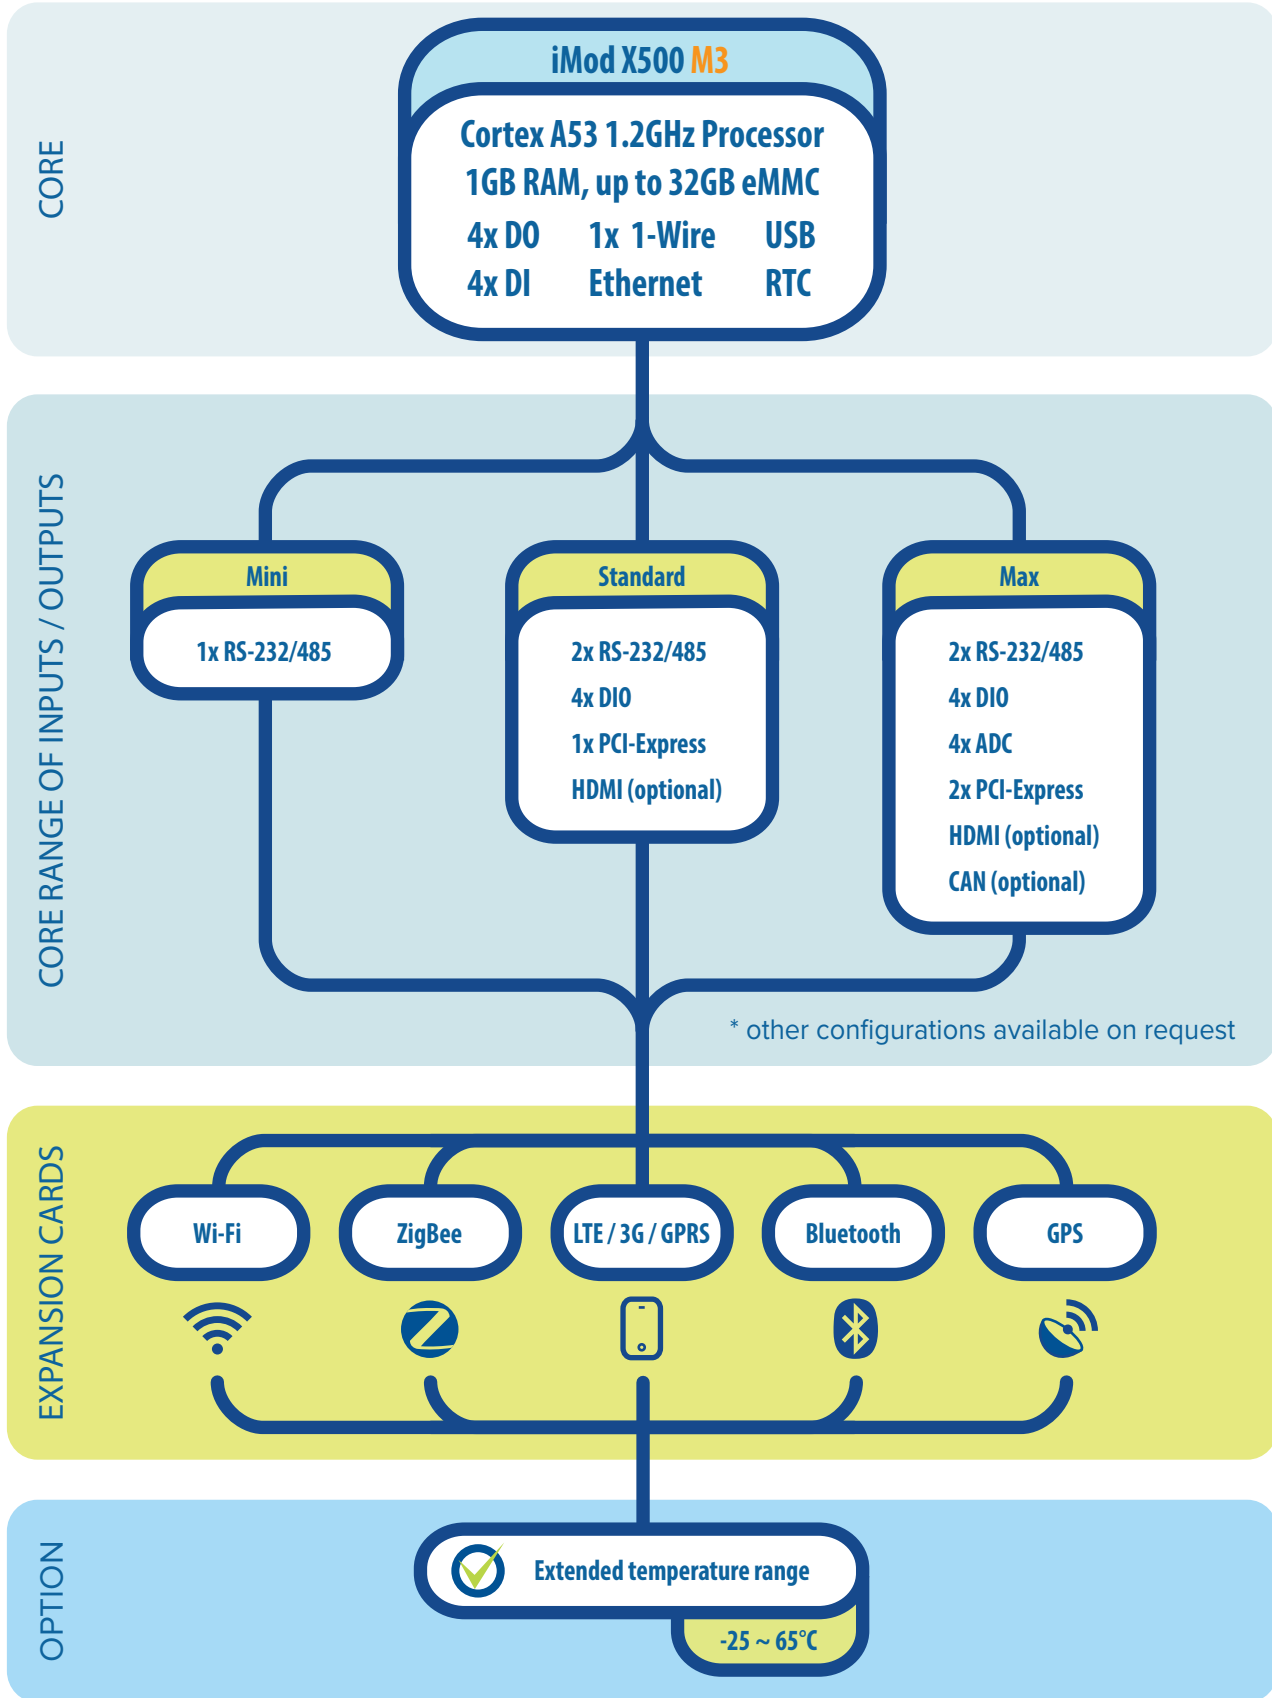 CORE
iMod X500 M3
Cortex A53 1.2GHz Processor
1GB RAM, up to 32GB eMMC
4x DO 1x 1-Wire USB
4x DI Ethernet RTC
CORE RANGE OF INPUTS / OUTPUTS
Mini
1x RS-232/485
Standard
2x RS-232/485
4x DIO
1x PCI-Express
HDMI (optional)
Max
2x RS-232/485
4x DIO
4x ADC
2x PCI-Express
HDMI (optional)
CAN (optional)
* other configurations available on request
EXPANSION CARDS
Wi-Fi
ZigBee
LTE / 3G / GPRS
Bluetooth
GPS
OPTION
Extended temperature range
-25 ~ 65°C